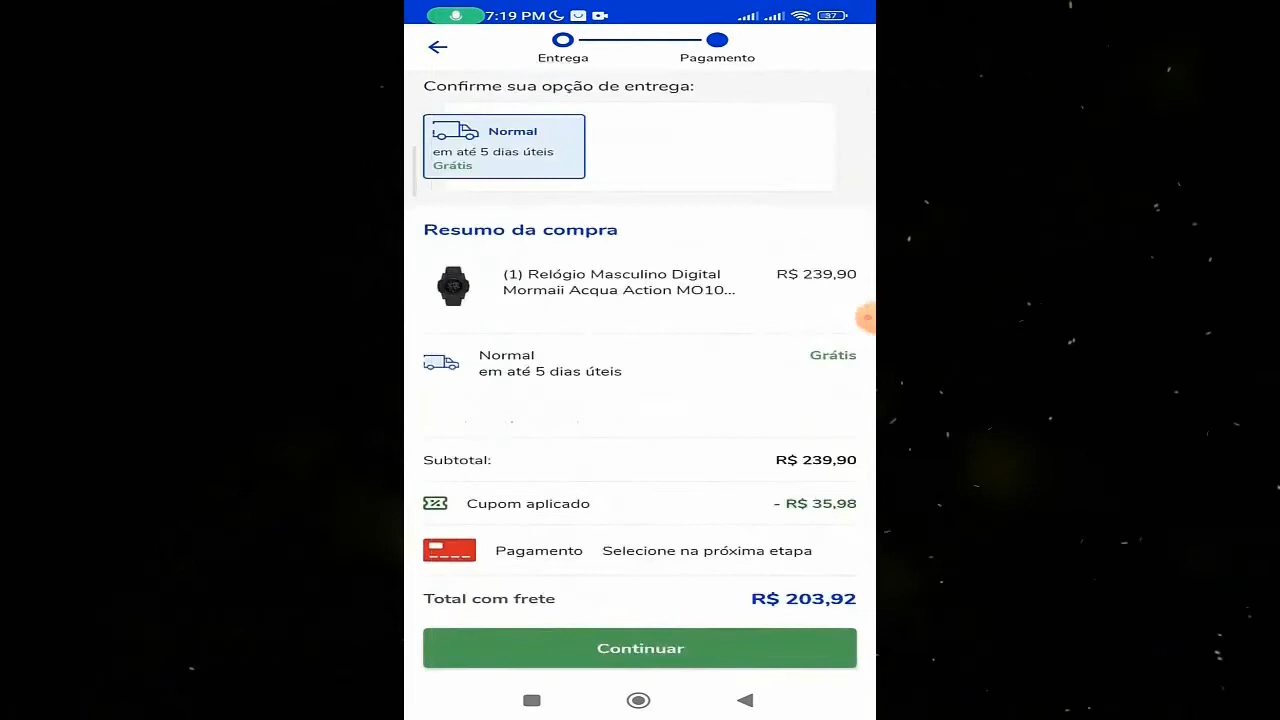 7:19 PM 37
Entrega Pagamento
Confirme sua opção de entrega:
Normal
em até 5 dias úteis
Grátis
Resumo da compra
(1) Relógio Masculino Digital R$ 239,90
Mormaii Acqua Action MO10...
Normal Grátis
em até 5 dias úteis
Subtotal: R$ 239,90
Cupom aplicado - R$ 35,98
Pagamento Selecione na próxima etapa
Total com frete R$ 203,92
Continuar